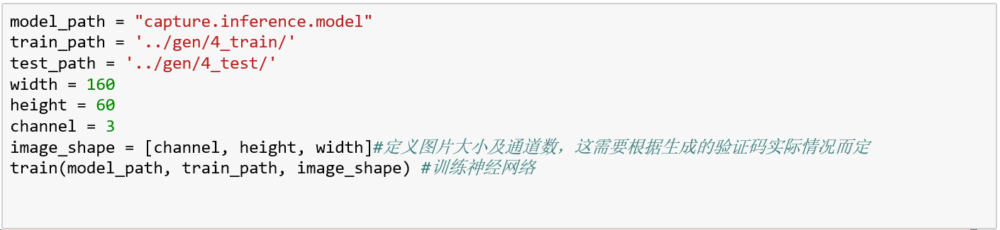 model_path = "capture.inference.model"
train_path = '../gen/4_train/'
test_path = '../gen/4_test/'
width = 160
height = 60
channel = 3
image_shape = [channel, height, width]#定义图片大小及通道数，这需要根据生成的验证码实际情况而定
train(model_path, train_path, image_shape) #训练神经网络